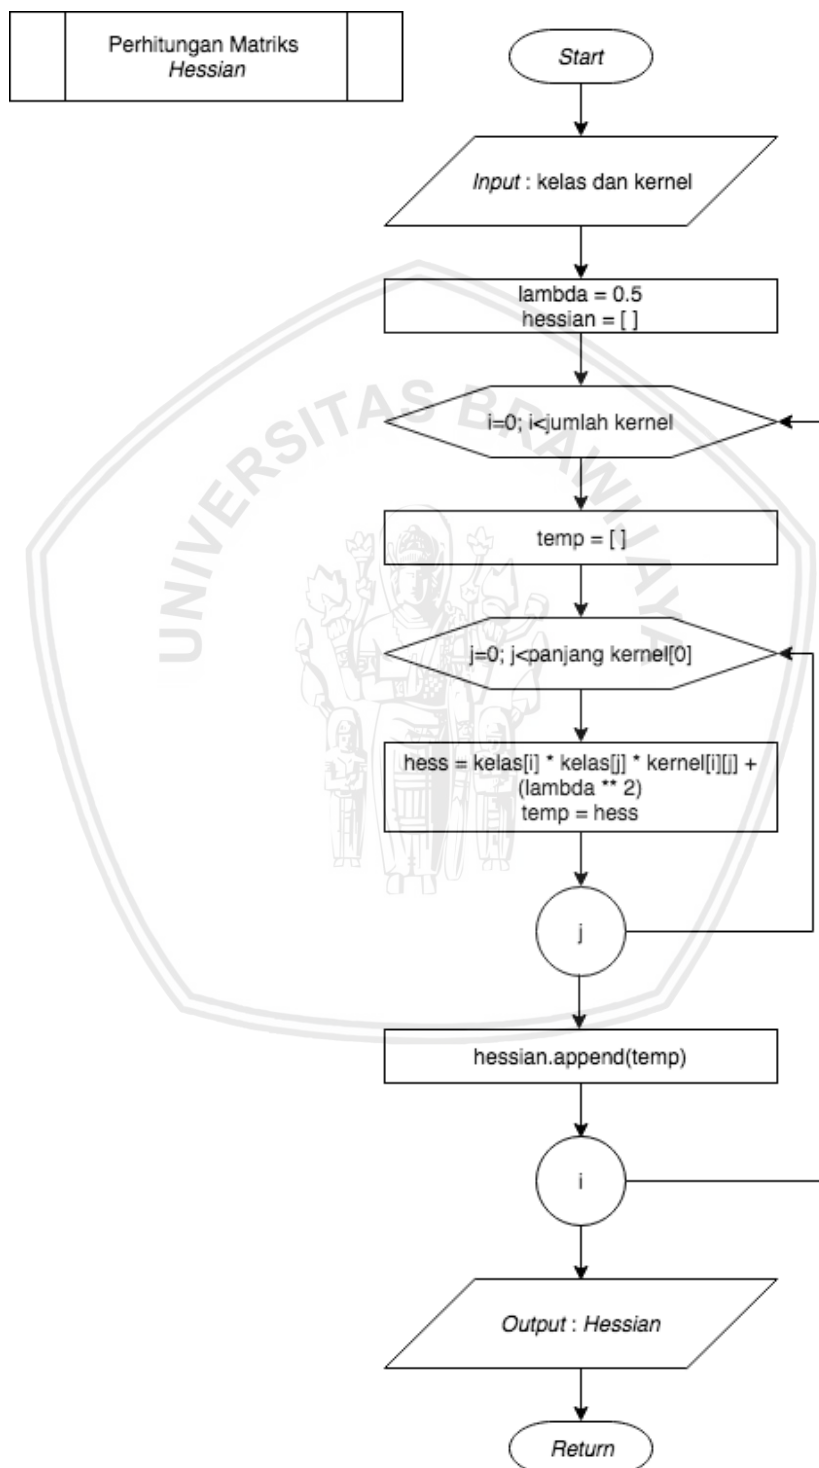 Perhitungan Matriks
Hessian
Start
Input : kelas dan kernel
lambda = 0.5
hessian = [ ]
i=0; i<jumlah kernel
temp = [ ]
j=0; j<panjang kernel[0]
hess = kelas[i] * kelas[j] * kernel[i][j] +
(lambda ** 2)
temp = hess
j
hessian.append(temp)
i
Output : Hessian
Return
UNIVERSITAS BRAWIJAYA